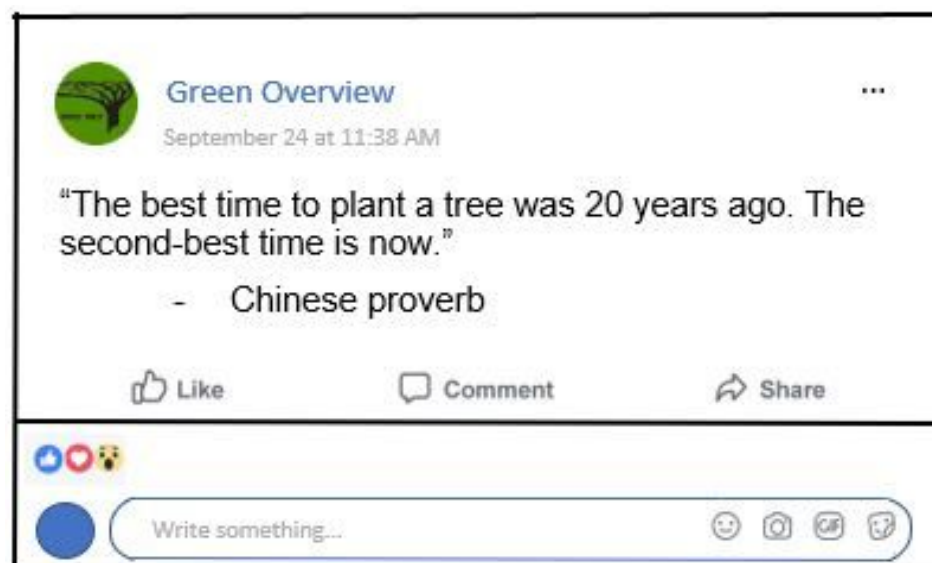 Green Overview
...
September 24 at 11:38 AM
“The best time to plant a tree was 20 years ago. The
second-best time is now.”
- Chinese proverb
Like Comment Share
Write something...
GIF